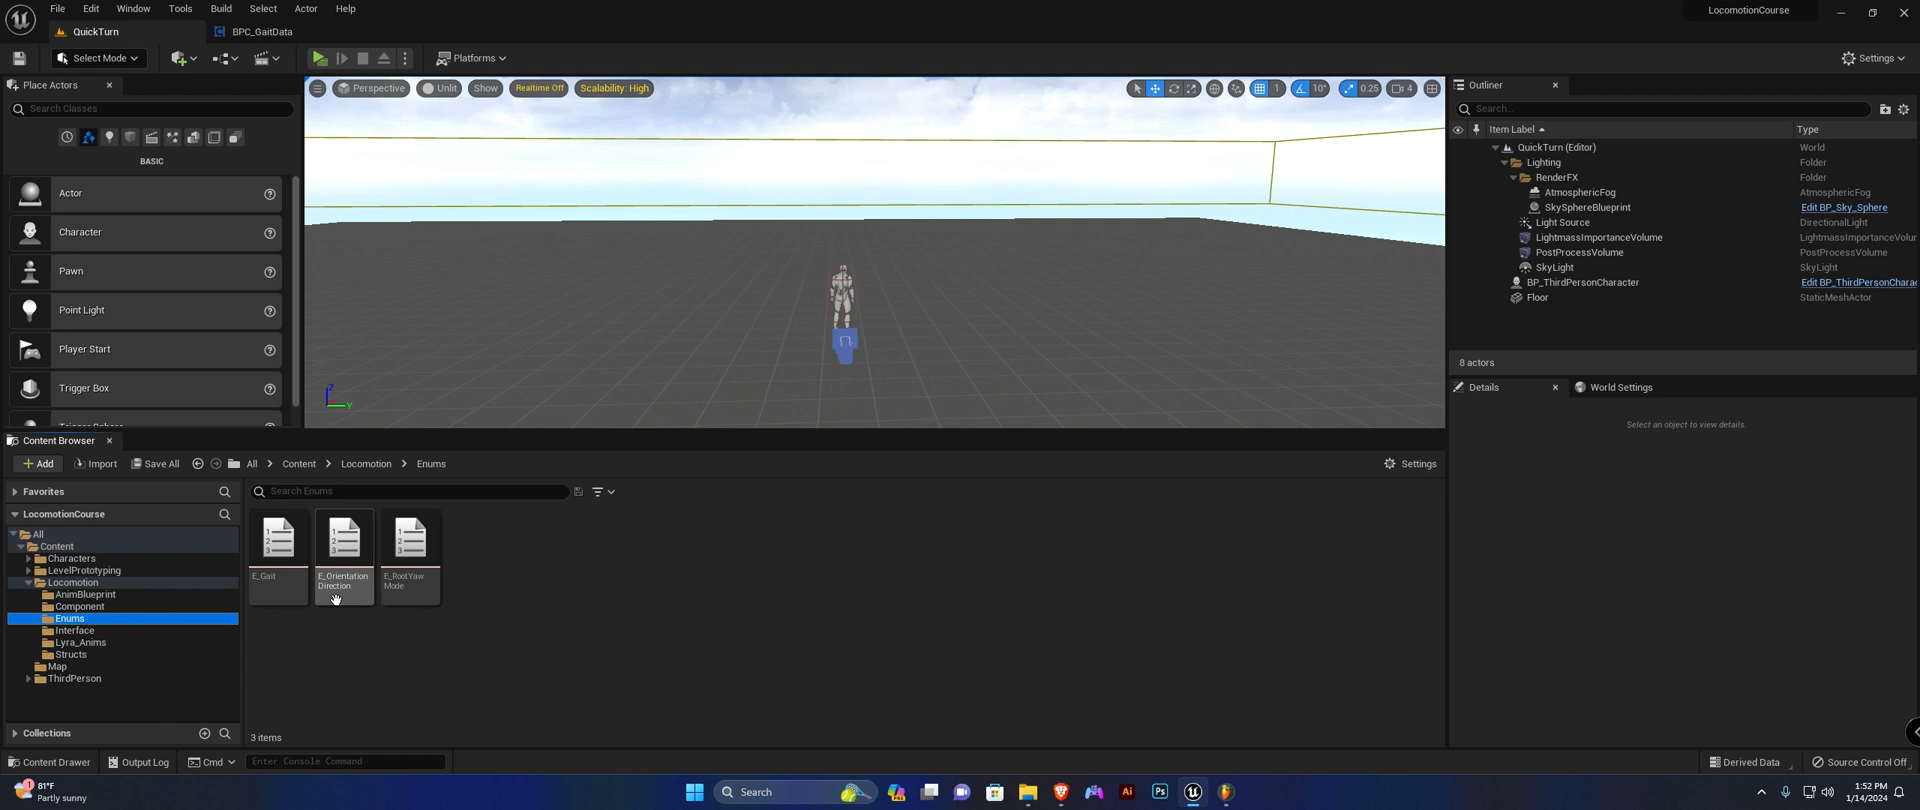 File Edit Window Tools Build Select Actor Help
LocomotionCourse
QuickTurn
BPC_GaitData
Select Mode
Platforms
Settings
Place Actors
Search Classes
BASIC
Actor
Character
Pawn
Point Light
Player Start
Trigger Box
Perspective
Unlit
Show
Realtime Off
Scalability: High
1
10°
0.25
4
Z
Y
Outliner
Search...
Item Label
Type
QuickTurn (Editor) World
Lighting Folder
RenderFX Folder
AtmosphericFog AtmosphericFog
SkySphereBlueprint Edit BP_Sky_Sphere
Light Source DirectionalLight
LightmassImportanceVolume LightmassImportanceVolur
PostProcessVolume PostProcessVolume
SkyLight SkyLight
BP_ThirdPersonCharacter Edit BP_ThirdPersonCharac
Floor StaticMeshActor
8 actors
Details
World Settings
Select an object to view details.
Content Browser
Add
Import
Save All
All
Content
Locomotion
Enums
Settings
Favorites
LocomotionCourse
All
Content
Characters
LevelPrototyping
Locomotion
AnimBlueprint
Component
Enums
Interface
Lyra_Anims
Structs
Map
ThirdPerson
Collections
Search Enums
E_Gait
E_Orientation
Direction
E_RootYaw
Mode
3 items
Content Drawer
Output Log
Cmd
Enter Console Command
Derived Data
Source Control Off
1
81°F
Partly sunny
Search
Ai
Ps
1:52 PM
1/14/2024